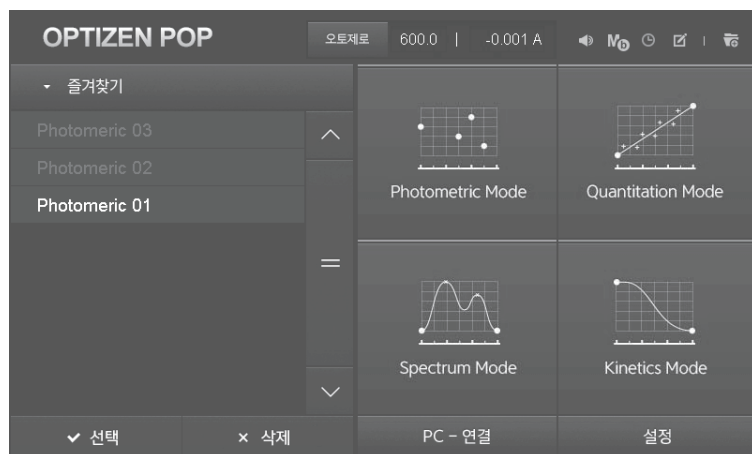 OPTIZEN POP
오토제로 600.0 | -0.001 A
즐겨찾기
Photomeric 03
Photomeric 02
Photomeric 01
Photometric Mode
Quantitation Mode
Spectrum Mode
Kinetics Mode
선택
삭제
PC - 연결
설정